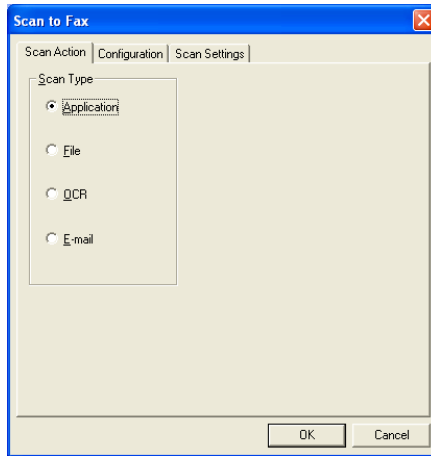 Scan to Fax
Scan Action Configuration Scan Settings
Scan Type
Application
File
OCR
E-mail
OK Cancel